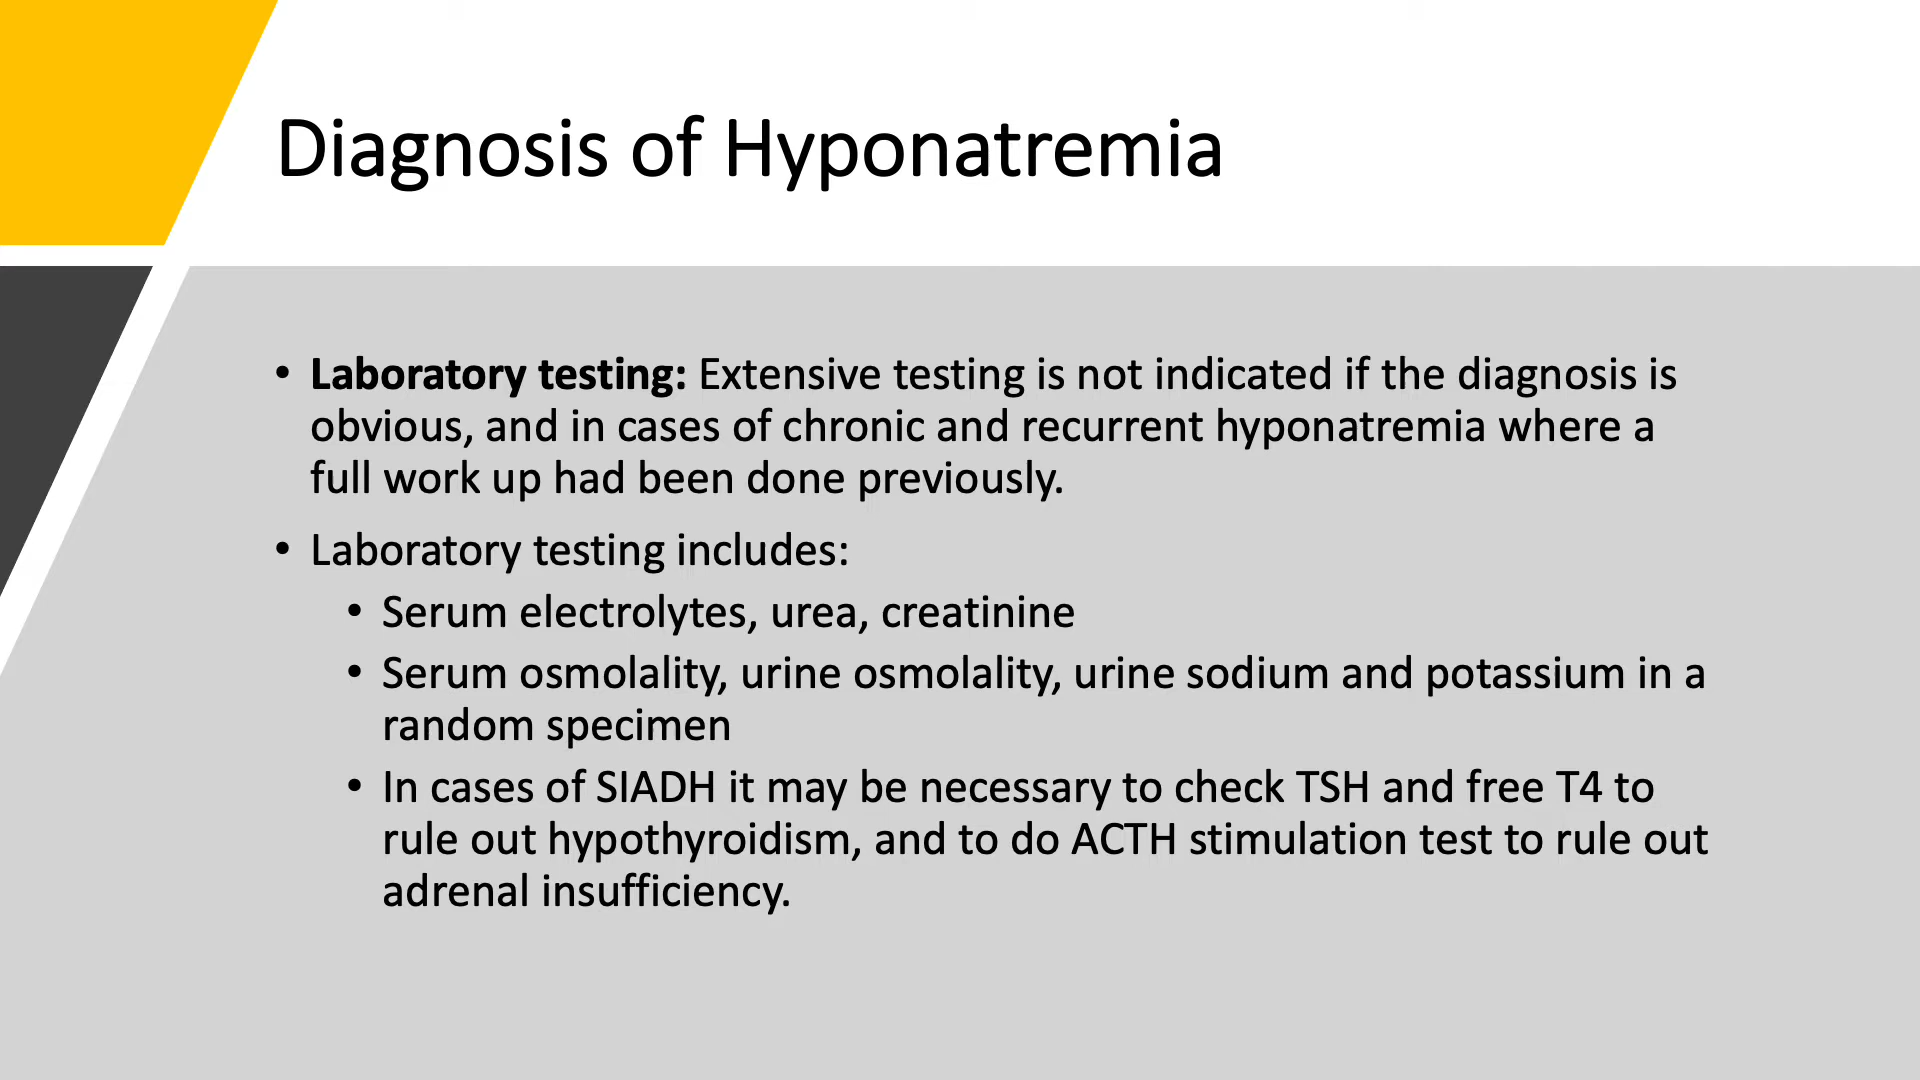 Diagnosis of Hyponatremia
• Laboratory testing: Extensive testing is not indicated if the diagnosis is
obvious, and in cases of chronic and recurrent hyponatremia where a
full work up had been done previously.
• Laboratory testing includes:
• Serum electrolytes, urea, creatinine
• Serum osmolality, urine osmolality, urine sodium and potassium in a
random specimen
• In cases of SIADH it may be necessary to check TSH and free T4 to
rule out hypothyroidism, and to do ACTH stimulation test to rule out
adrenal insufficiency.